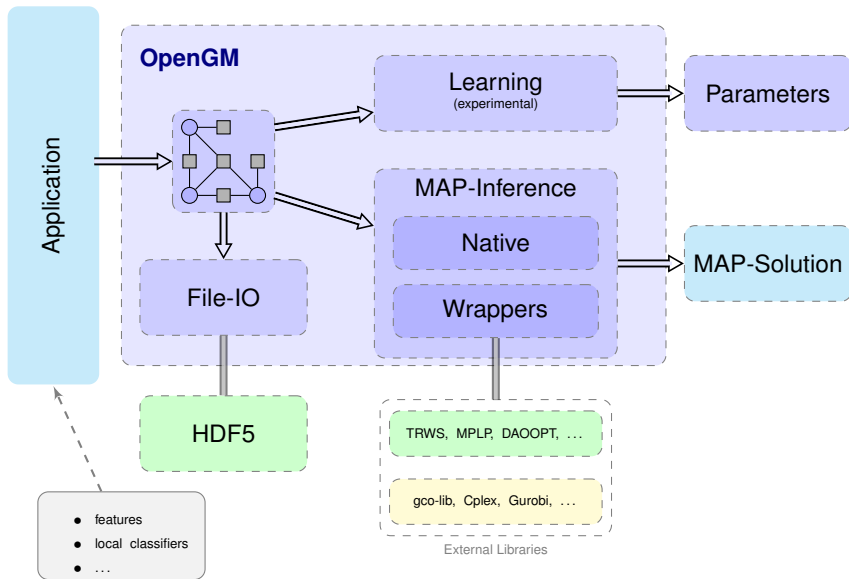 Application
OpenGM
Learning
(experimental)
Parameters
MAP-Inference
Native
Wrappers
MAP-Solution
File-IO
HDF5
TRWS, MPLP, DAOOPT, ...
gco-lib, Cplex, Gurobi, ...
External Libraries
● features
● local classifiers
● ...